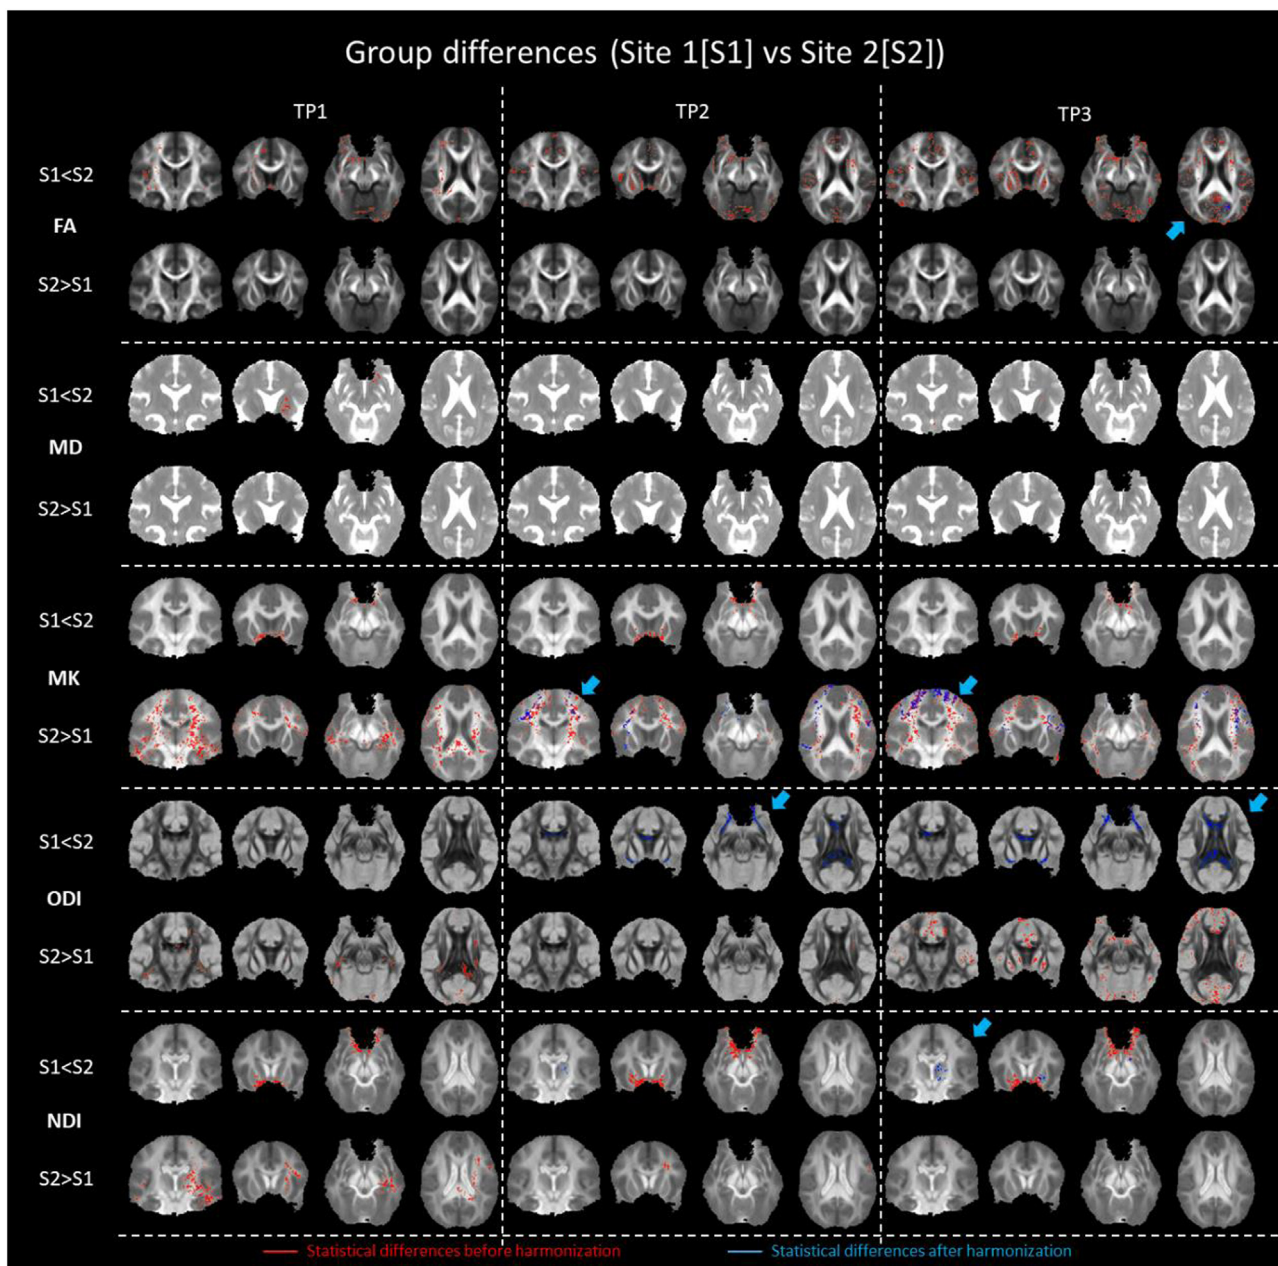 Group differences (Site 1[S1] vs Site 2[S2])
TP1 TP2 TP3
S1<S2
FA
S2>S1
S1<S2
MD
S2>S1
S1<S2
MK
S2>S1
S1<S2
ODI
S2>S1
S1<S2
NDI
S2>S1
Statistical differences before harmonization Statistical differences after harmonization